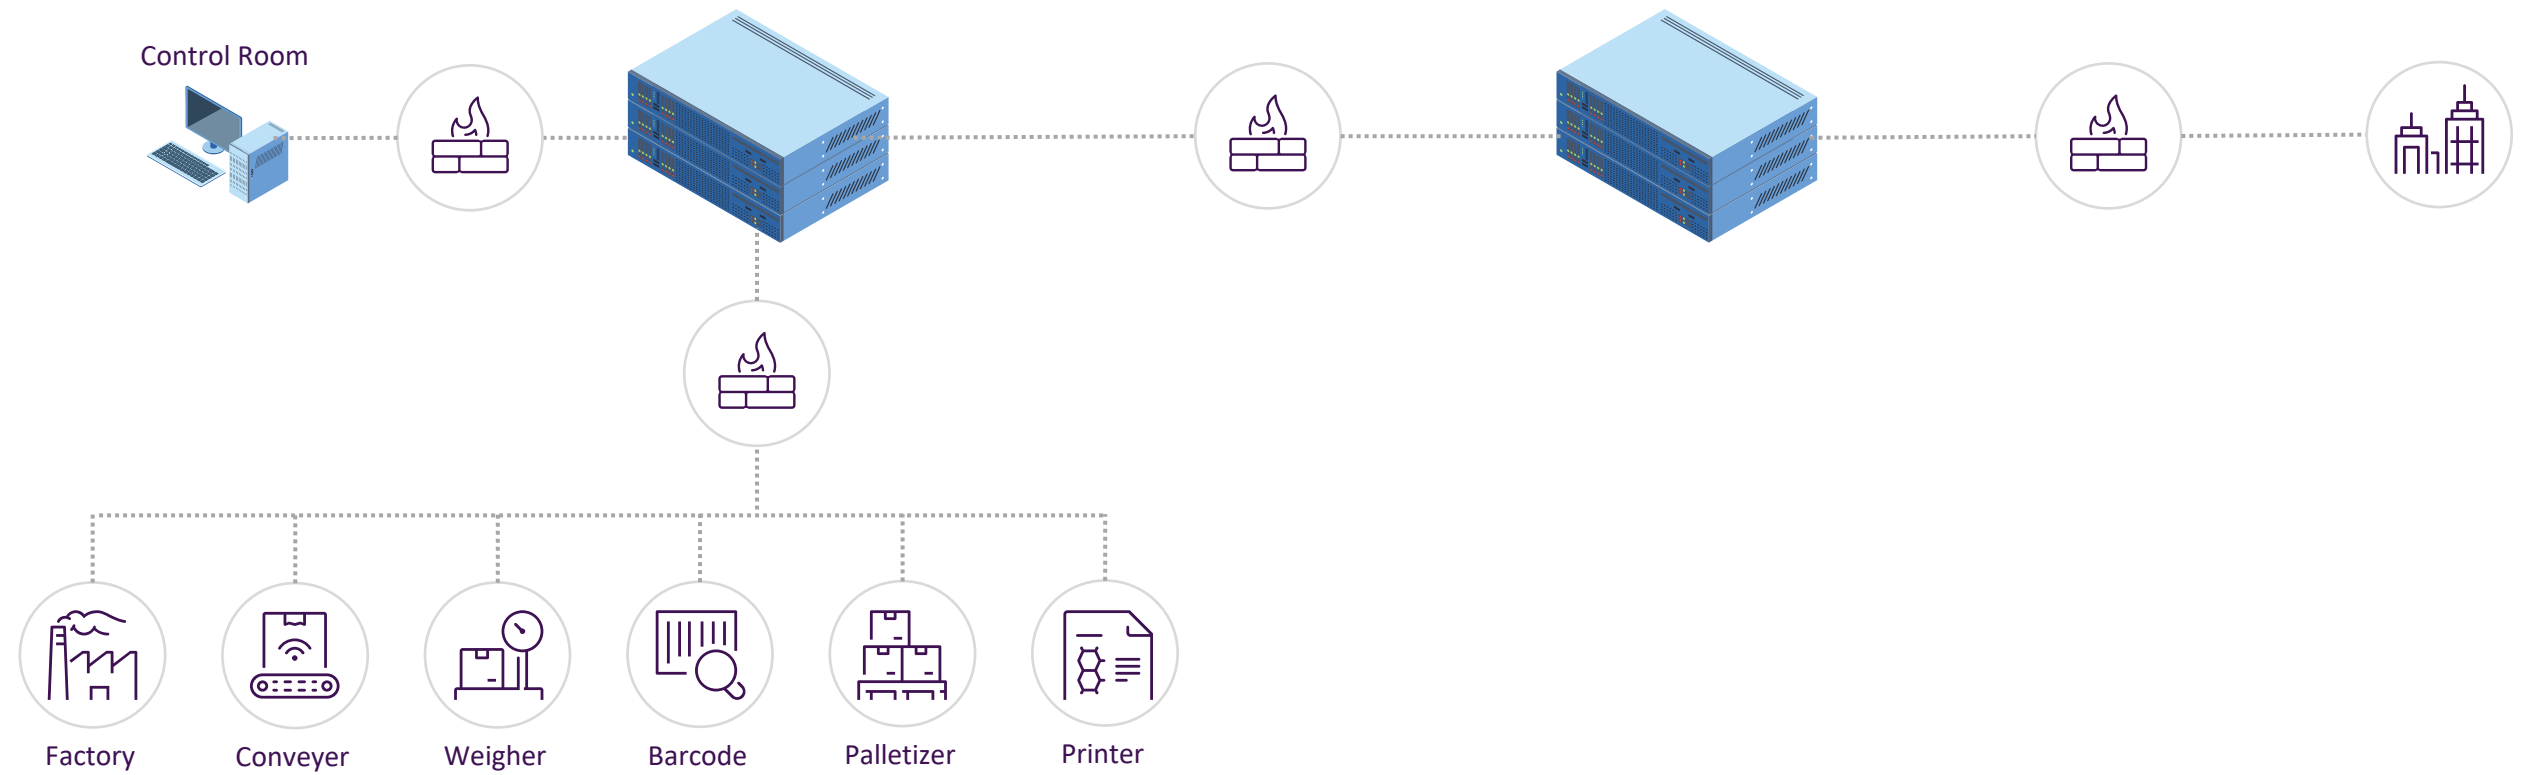 Control Room
Factory
Conveyer
Weigher
Barcode
Palletizer
Printer